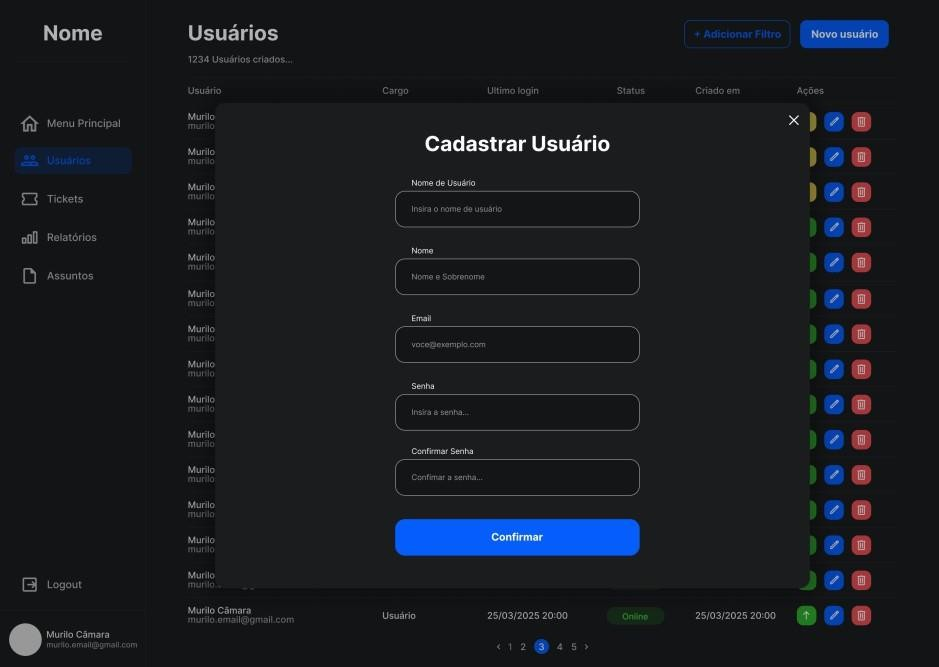 Nome
Usuários
+ Adicionar Filtro
Novo usuário
1234 Usuários criados...
Usuário Cargo Ultimo login Status Criado em Ações
Menu Principal
Usuários
Tickets
Relatórios
Assuntos
Logout
Murilo Câmara
murilo.email@gmail.com
Murilo
murilo
Murilo
murilo
Murilo
murilo
Murilo
murilo
Murilo
murilo
Murilo
murilo
Murilo
murilo
Murilo
murilo
Murilo
murilo
Murilo
murilo
Murilo
murilo
Murilo
murilo
Murilo
murilo
Murilo
murilo
Cadastrar Usuário
Nome de Usuário
Insira o nome de usuário
Nome
Nome e Sobrenome
Email
voce@exemplo.com
Senha
Insira a senha...
Confirmar Senha
Confimar a senha...
Confirmar
Murilo Câmara
murilo.email@gmail.com
Usuário 25/03/2025 20:00 Online 25/03/2025 20:00
‹ 1 2 3 4 5 ›